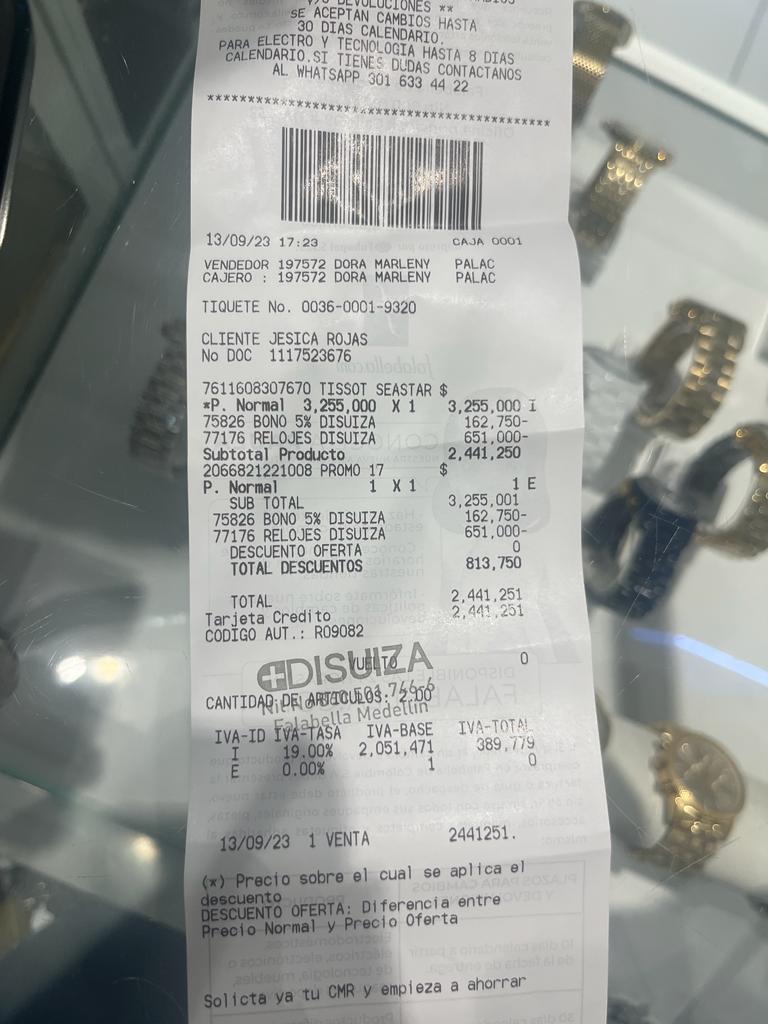 Y/O DEVOLUCIONES **
SE ACEPTAN CAMBIOS HASTA
30 DIAS CALENDARIO.
PARA ELECTRO Y TECNOLOGIA HASTA 8 DIAS
CALENDARIO.SI TIENES DUDAS CONTACTANOS
AL WHATSAPP 301 633 44 22
****************************************
13/09/23 17:23 CAJA 0001
VENDEDOR 197572 DORA MARLENY PALAC
CAJERO : 197572 DORA MARLENY PALAC
TIQUETE No. 0036-0001-9320
CLIENTE JESICA ROJAS
No DOC 1117523676
7611608307670 TISSOT SEASTAR $
*P. Normal 3,255,000 X 1 3,255,000 I
75826 BONO 5% DISUIZA 162,750-
77176 RELOJES DISUIZA 651,000-
Subtotal Producto 2,441,250
2066821221008 PROMO 17 $
P. Normal 1 X 1 1 E
SUB TOTAL 3,255,001
75826 BONO 5% DISUIZA 162,750-
77176 RELOJES DISUIZA 651,000-
DESCUENTO OFERTA 0
TOTAL DESCUENTOS 813,750
TOTAL 2,441,251
Tarjeta Credito 2,441,251
CODIGO AUT.: R09082
VUELTO 0
DISUIZA
CANTIDAD DE ARTICULOS: 2.00
Falabella Medellin
IVA-ID IVA-TASA IVA-BASE IVA-TOTAL
I 19.00% 2,051,471 389,779
E 0.00% 1 0
13/09/23 1 VENTA 2441251.
(*) Precio sobre el cual se aplica el
descuento
DESCUENTO OFERTA: Diferencia entre
Precio Normal y Precio Oferta
Solicta ya tu CMR y empieza a ahorrar